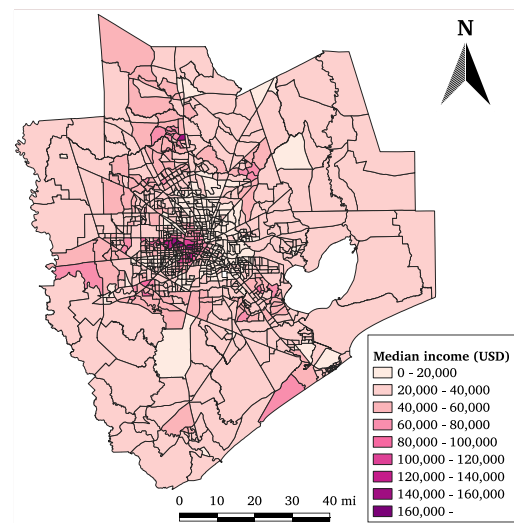 N
Median income (USD)
0 - 20,000
20,000 - 40,000
40,000 - 60,000
60,000 - 80,000
80,000 - 100,000
100,000 - 120,000
120,000 - 140,000
140,000 - 160,000
160,000 -
0 10 20 30 40 mi